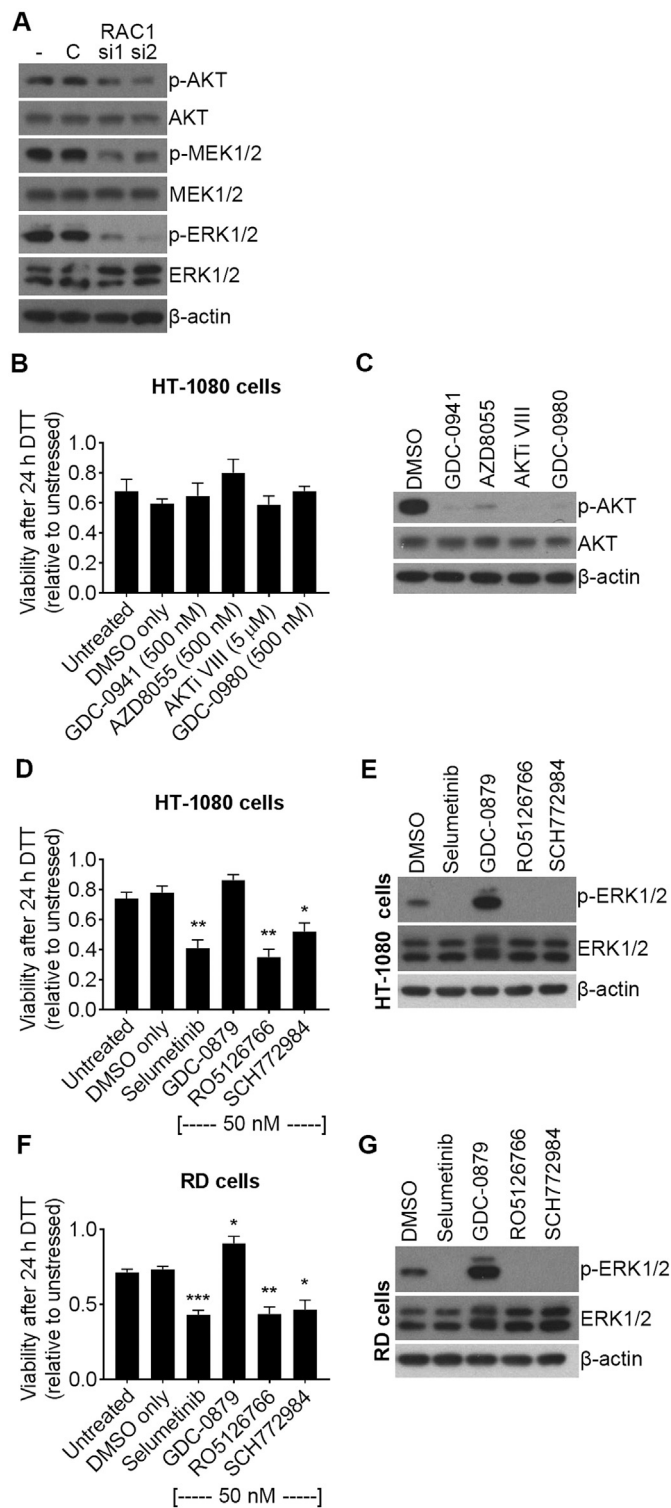 A
RAC1
- C si1 si2
p-AKT
AKT
p-MEK1/2
MEK1/2
p-ERK1/2
ERK1/2
β-actin
B
HT-1080 cells
Viability after 24 h DTT
(relative to unstressed)
1.0
0.8
0.6
0.4
0.2
0.0
Untreated
DMSO only
GDC-0941 (500 nM)
AZD8055 (500 nM)
AKTi VIII (5 µM)
GDC-0980 (500 nM)
C
DMSO
GDC-0941
AZD8055
AKTi VIII
GDC-0980
p-AKT
AKT
β-actin
D
HT-1080 cells
Viability after 24 h DTT
(relative to unstressed)
1.0
0.8
0.6
0.4
0.2
0.0
** ** *
Untreated
DMSO only
Selumetinib
GDC-0879
RO5126766
SCH772984
[----- 50 nM -----]
E
DMSO
Selumetinib
GDC-0879
RO5126766
SCH772984
HT-1080 cells
p-ERK1/2
ERK1/2
β-actin
F
RD cells
Viability after 24 h DTT
(relative to unstressed)
1.0
0.5
0.0
*** * ** *
Untreated
DMSO only
Selumetinib
GDC-0879
RO5126766
SCH772984
[----- 50 nM -----]
G
DMSO
Selumetinib
GDC-0879
RO5126766
SCH772984
RD cells
p-ERK1/2
ERK1/2
β-actin